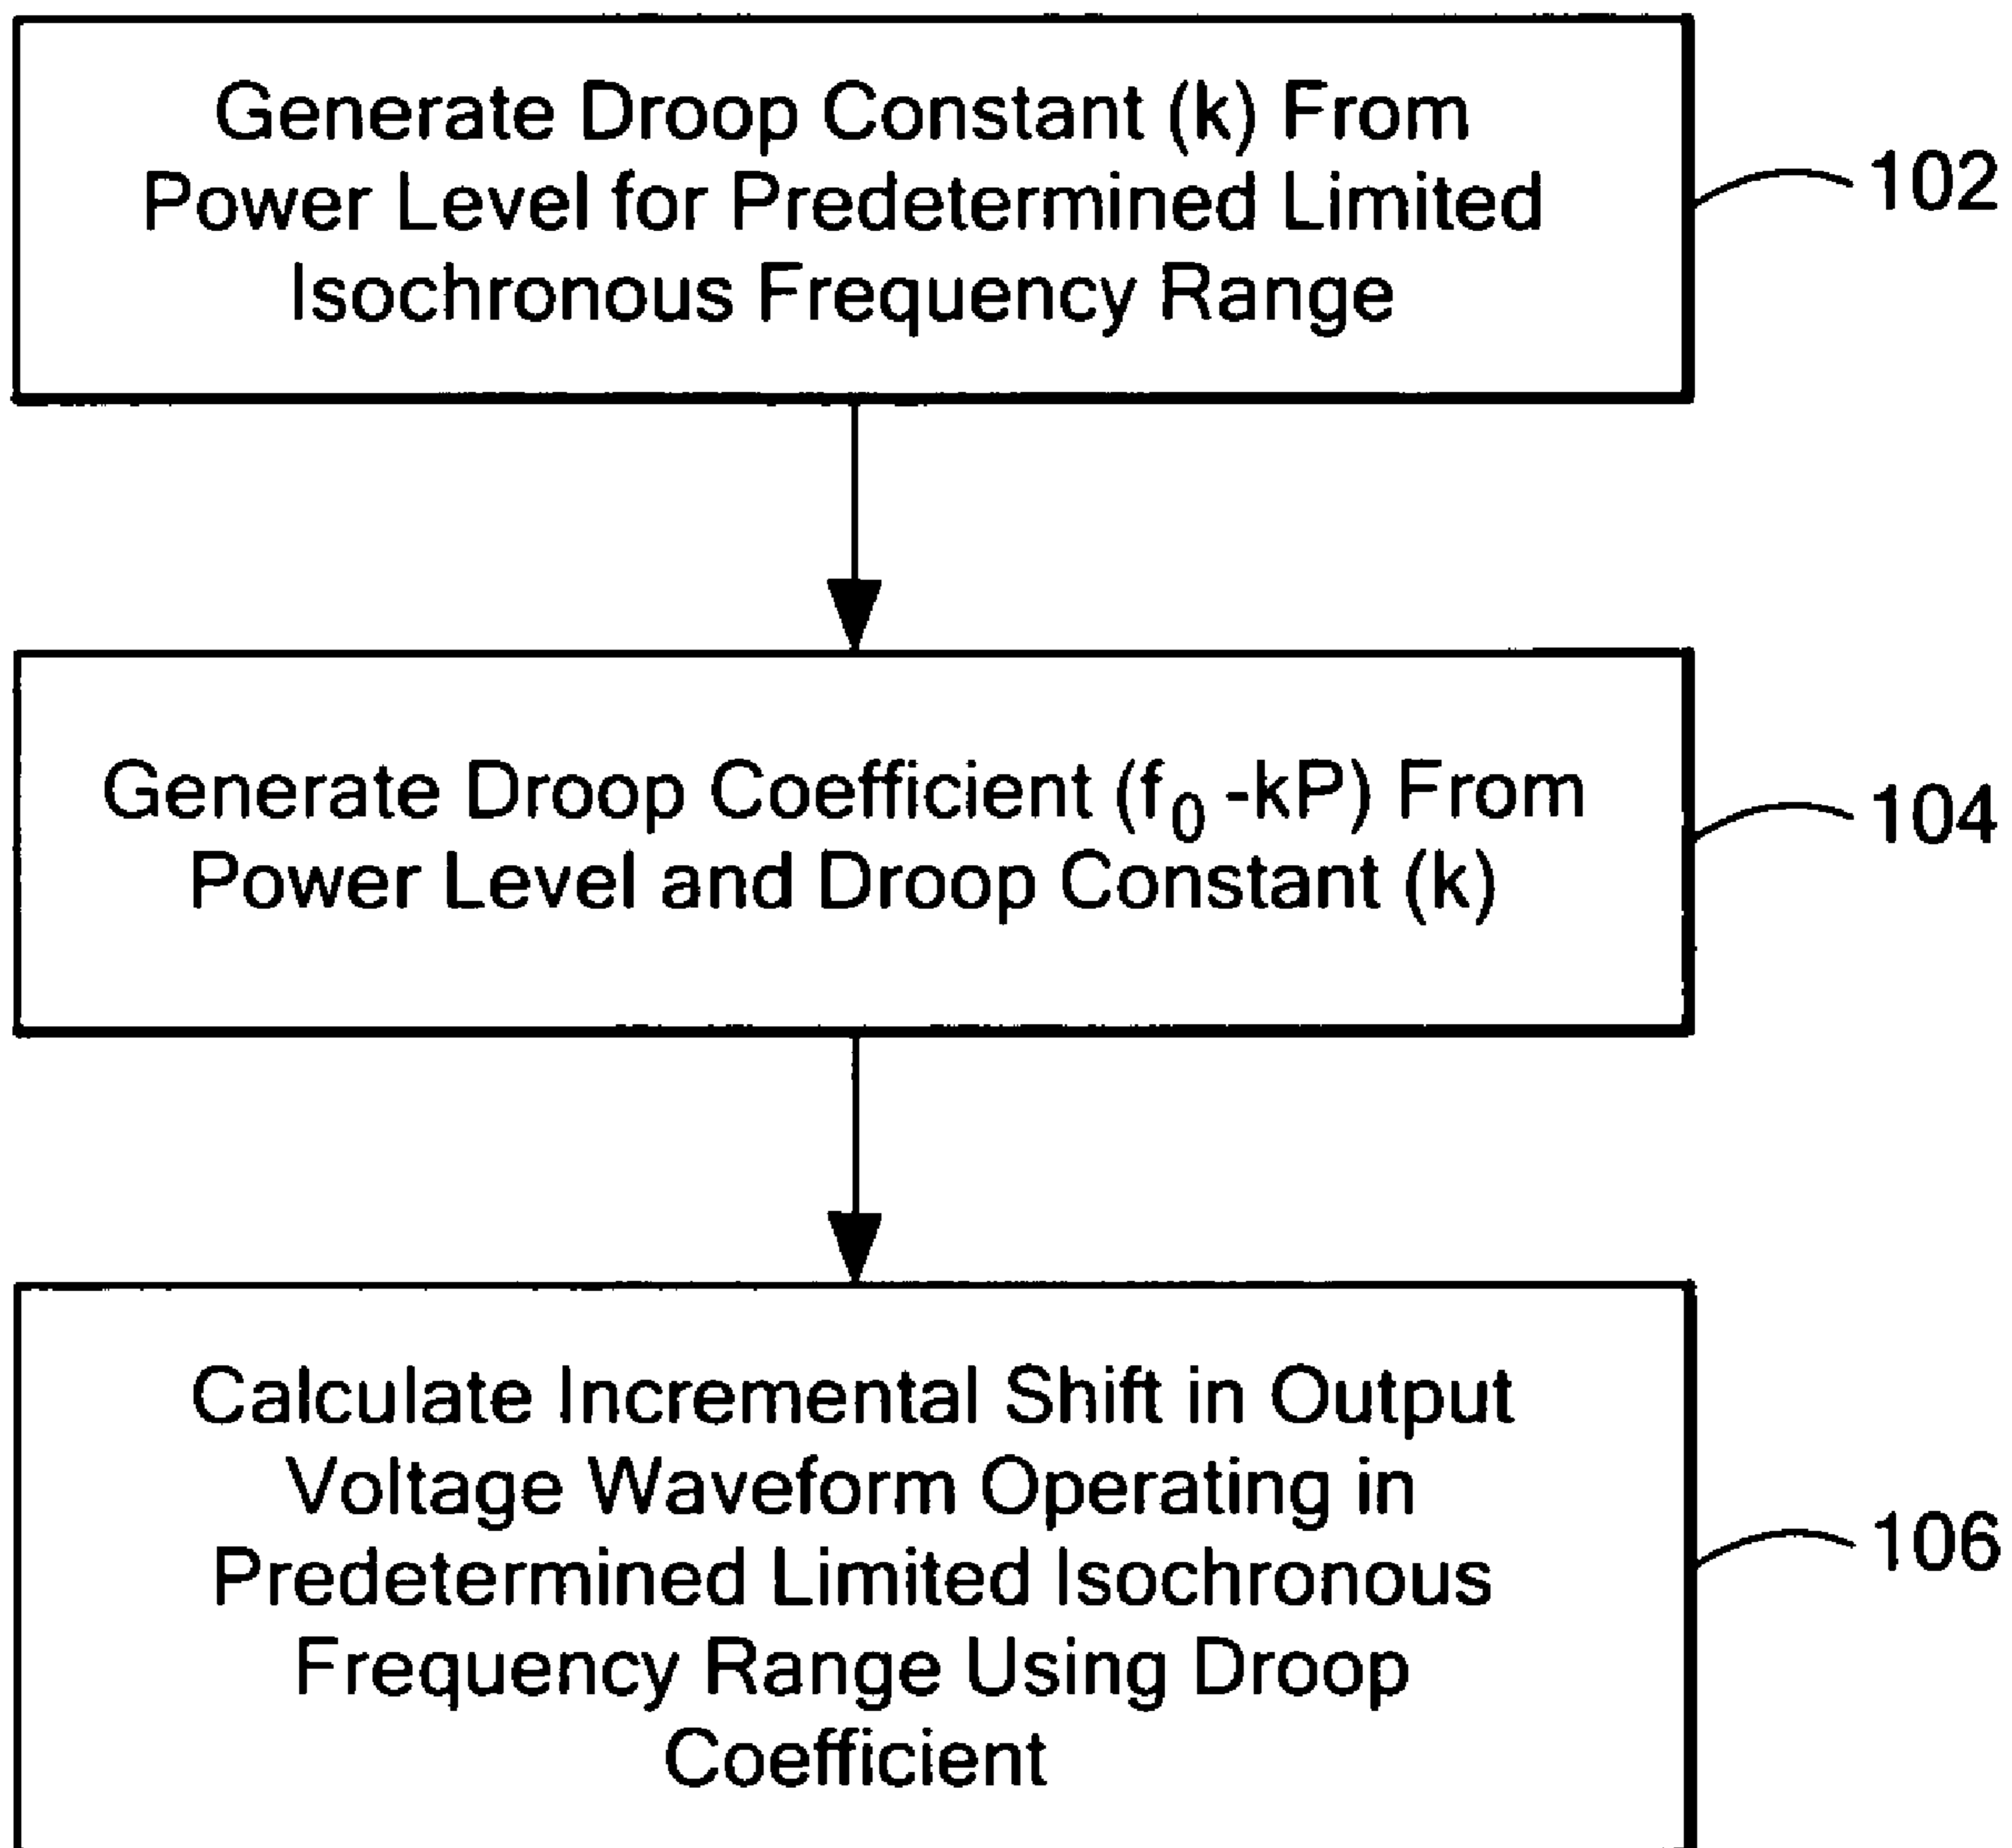 Generate Droop Constant (k) From
Power Level for Predetermined Limited
Isochronous Frequency Range
102
Generate Droop Coefficient (f₀ -kP) From
Power Level and Droop Constant (k)
104
Calculate Incremental Shift in Output
Voltage Waveform Operating in
Predetermined Limited Isochronous
Frequency Range Using Droop
Coefficient
106